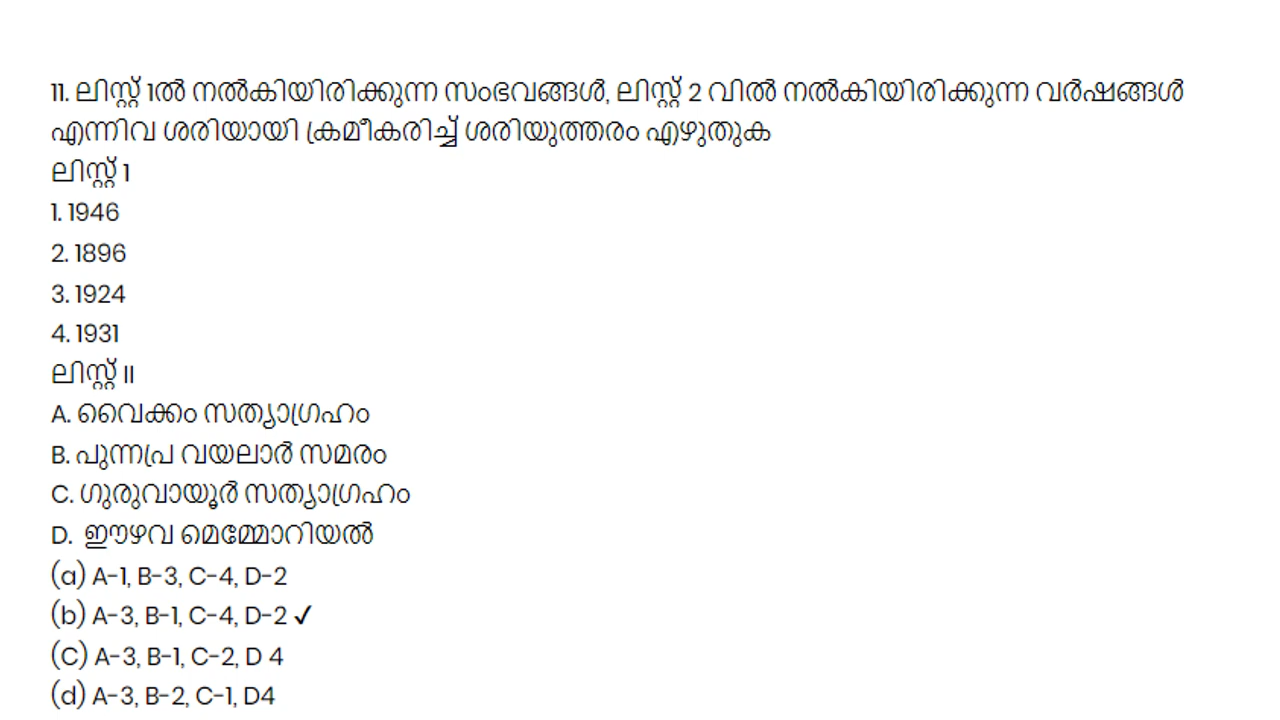 11. ലിസ്റ്റ് 1ൽ നൽകിയിരിക്കുന്ന സംഭവങ്ങൾ, ലിസ്റ്റ് 2 വിൽ നൽകിയിരിക്കുന്ന വർഷങ്ങൾ
എന്നിവ ശരിയായി ക്രമീകരിച്ച് ശരിയുത്തരം എഴുതുക
ലിസ്റ്റ് 1
1. 1946
2. 1896
3. 1924
4. 1931
ലിസ്റ്റ് II
A. വൈക്കം സത്യാഗ്രഹം
B. പുന്നപ്ര വയലാർ സമരം
C. ഗുരുവായൂർ സത്യാഗ്രഹം
D. ഈഴവ മെമ്മോറിയൽ
(a) A-1, B-3, C-4, D-2
(b) A-3, B-1, C-4, D-2 ✓
(C) A-3, B-1, C-2, D 4
(d) A-3, B-2, C-1, D4